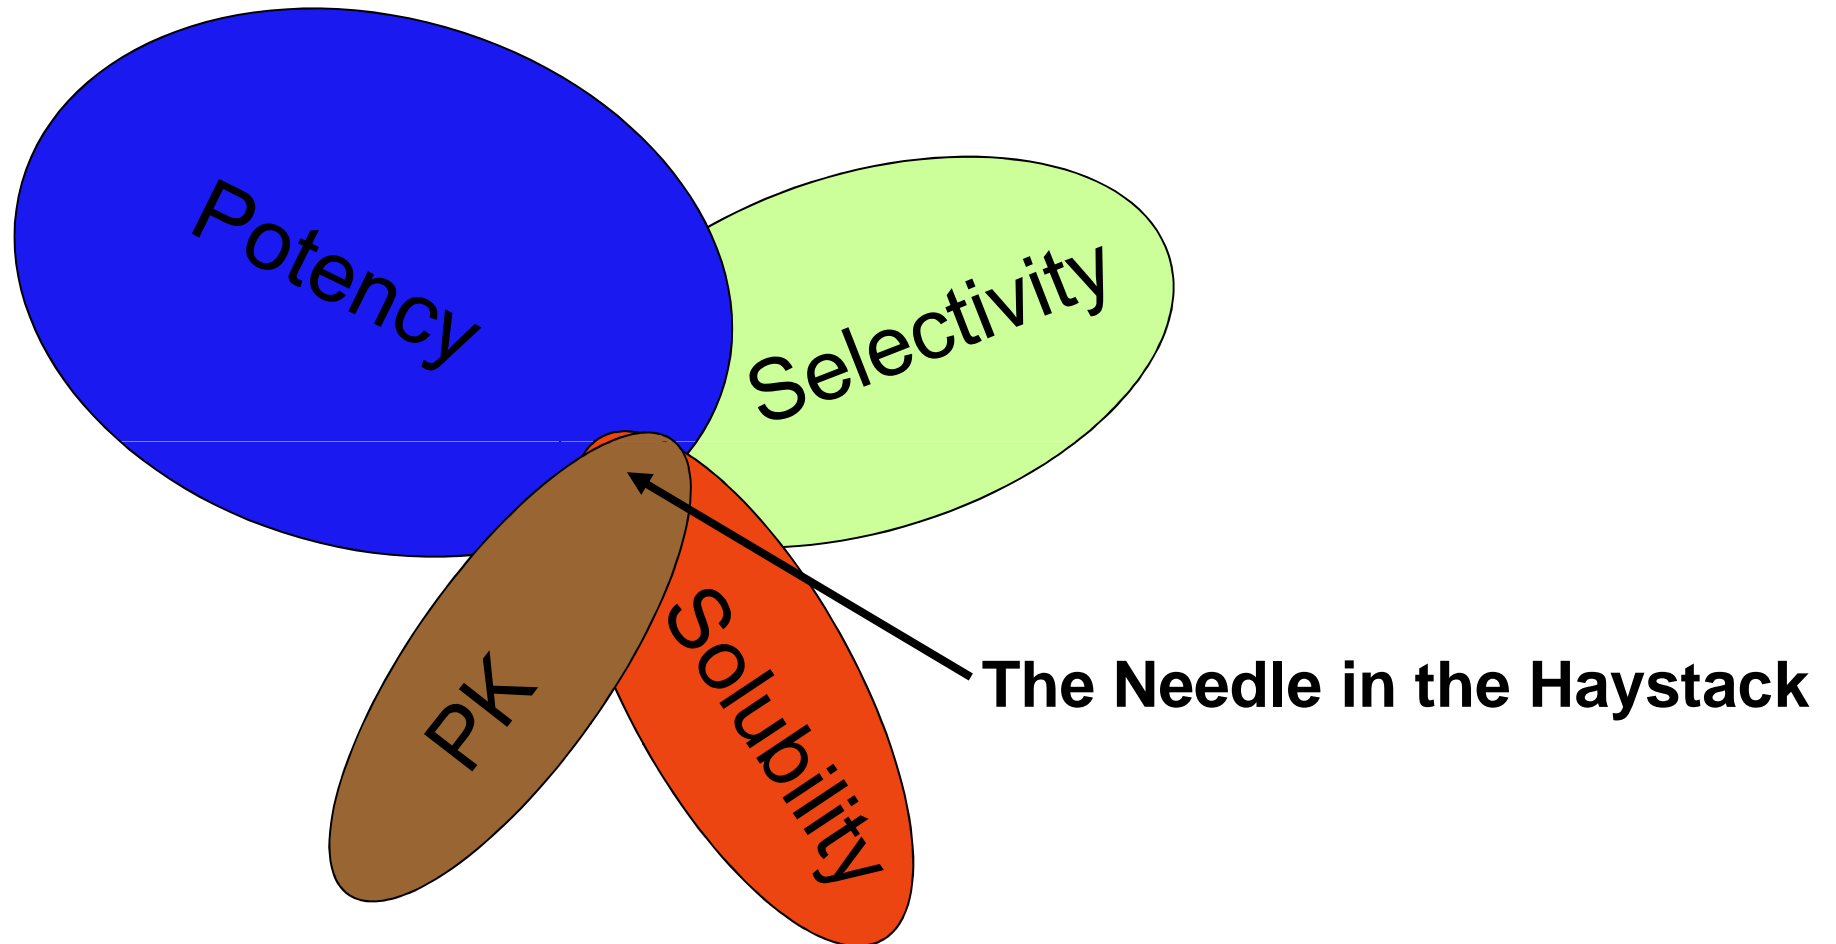 Potency
Selectivity
PK
Solubility
The Needle in the Haystack